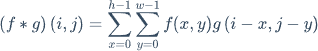 (f * g) (i, j) = \sum_{x=0}^{h-1} \sum_{y=0}^{w-1} f(x, y) g (i − x, j − y)